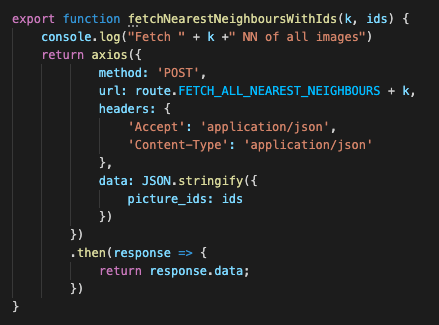 export function fetchNearestNeighboursWithIds(k, ids) {
    console.log("Fetch " + k +" NN of all images")
    return axios({
            method: 'POST',
            url: route.FETCH_ALL_NEAREST_NEIGHBOURS + k,
            headers: {
                'Accept': 'application/json',
                'Content-Type': 'application/json'
            },
            data: JSON.stringify({
                picture_ids: ids
            })
        })
        .then(response => {
            return response.data;
        })
}